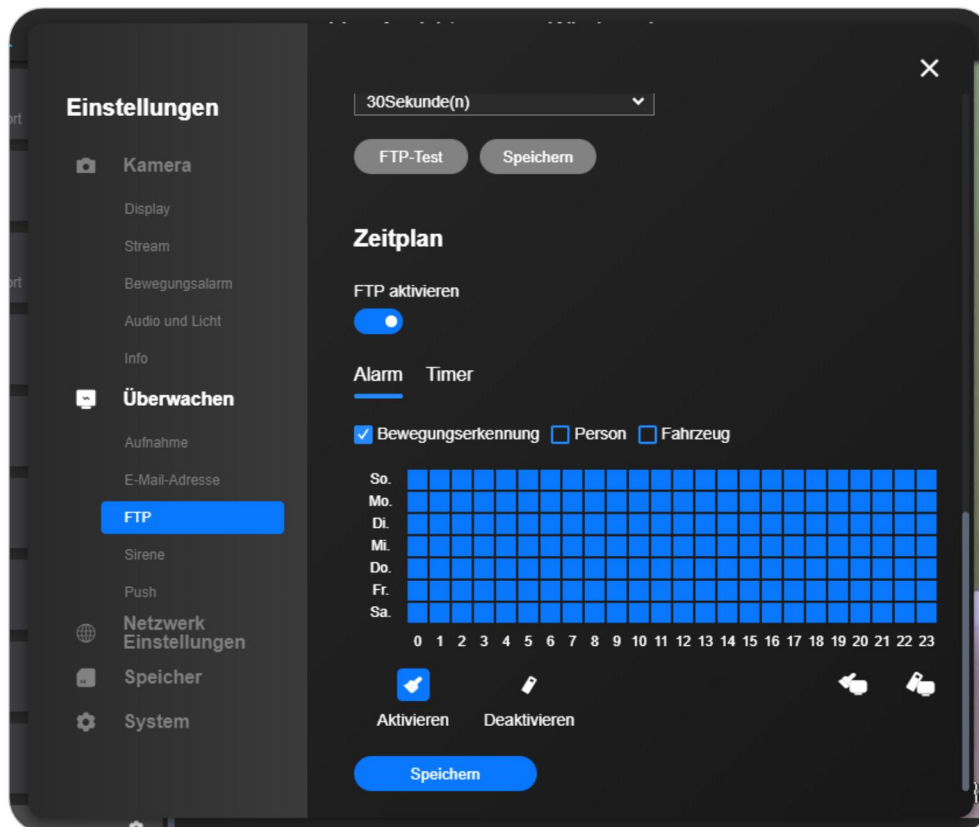 Einstellungen
Kamera
Display
Stream
Bewegungsalarm
Audio und Licht
Info
Überwachen
Aufnahme
E-Mail-Adresse
FTP
Sirene
Push
Netzwerk
Einstellungen
Speicher
System
30Sekunde(n)
FTP-Test Speichern
Zeitplan
FTP aktivieren
Alarm Timer
Bewegungserkennung Person Fahrzeug
So.
Mo.
Di.
Mi.
Do.
Fr.
Sa.
0 1 2 3 4 5 6 7 8 9 10 11 12 13 14 15 16 17 18 19 20 21 22 23
Aktivieren Deaktivieren
Speichern